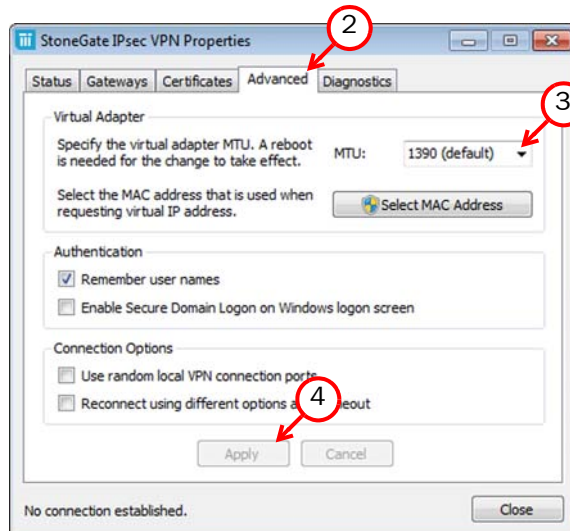 2
StoneGate IPsec VPN Properties
Status Gateways Certificates Advanced Diagnostics
3
Virtual Adapter
Specify the virtual adapter MTU. A reboot
is needed for the change to take effect.
MTU: 1390 (default)
Select the MAC address that is used when
requesting virtual IP address.
Select MAC Address
Authentication
Remember user names
Enable Secure Domain Logon on Windows logon screen
Connection Options
Use random local VPN connection ports
Reconnect using different options
4
Apply Cancel
No connection established.
Close